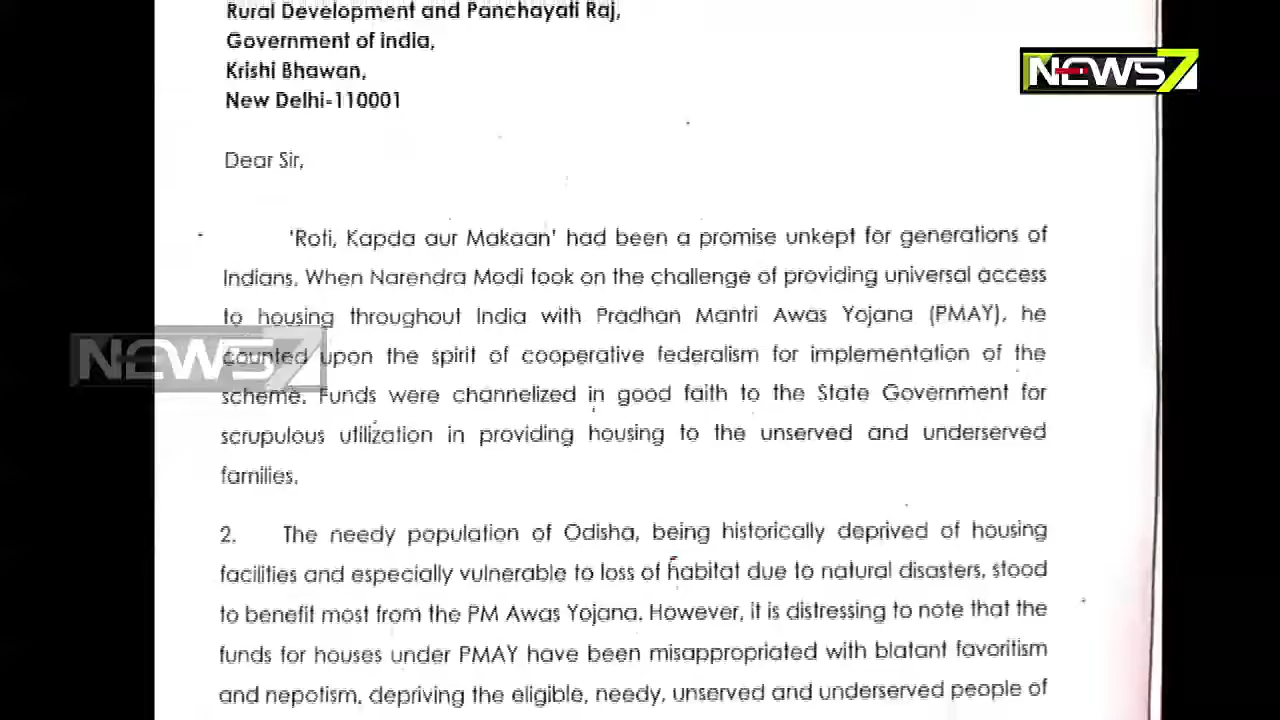 Rural Development and Panchayati Raj,
Government of india,
Krishi Bhawan,
New Delhi-110001
NEWS7
Dear Sir,
'Roti, Kapda aur Makaan' had been a promise unkept for generations of
Indians. When Narendra Modi took on the challenge of providing universal access
to housing throughout India with Pradhan Mantri Awas Yojana (PMAY), he
counted upon the spirit of cooperative federalism for implementation of the
NEWS7
scheme. Funds were channelized in good faith to the State Government for
scrupulous utilization in providing housing to the unserved and underserved
families.
2. The needy population of Odisha, being historically deprived of housing
facilities and especially vulnerable to loss of habitat due to natural disasters, stood
to benefit most from the PM Awas Yojana. However, it is distressing to note that the
funds for houses under PMAY have been misappropriated with blatant favoritism
and nepotism, depriving the eligible, needy, unserved and underserved people of